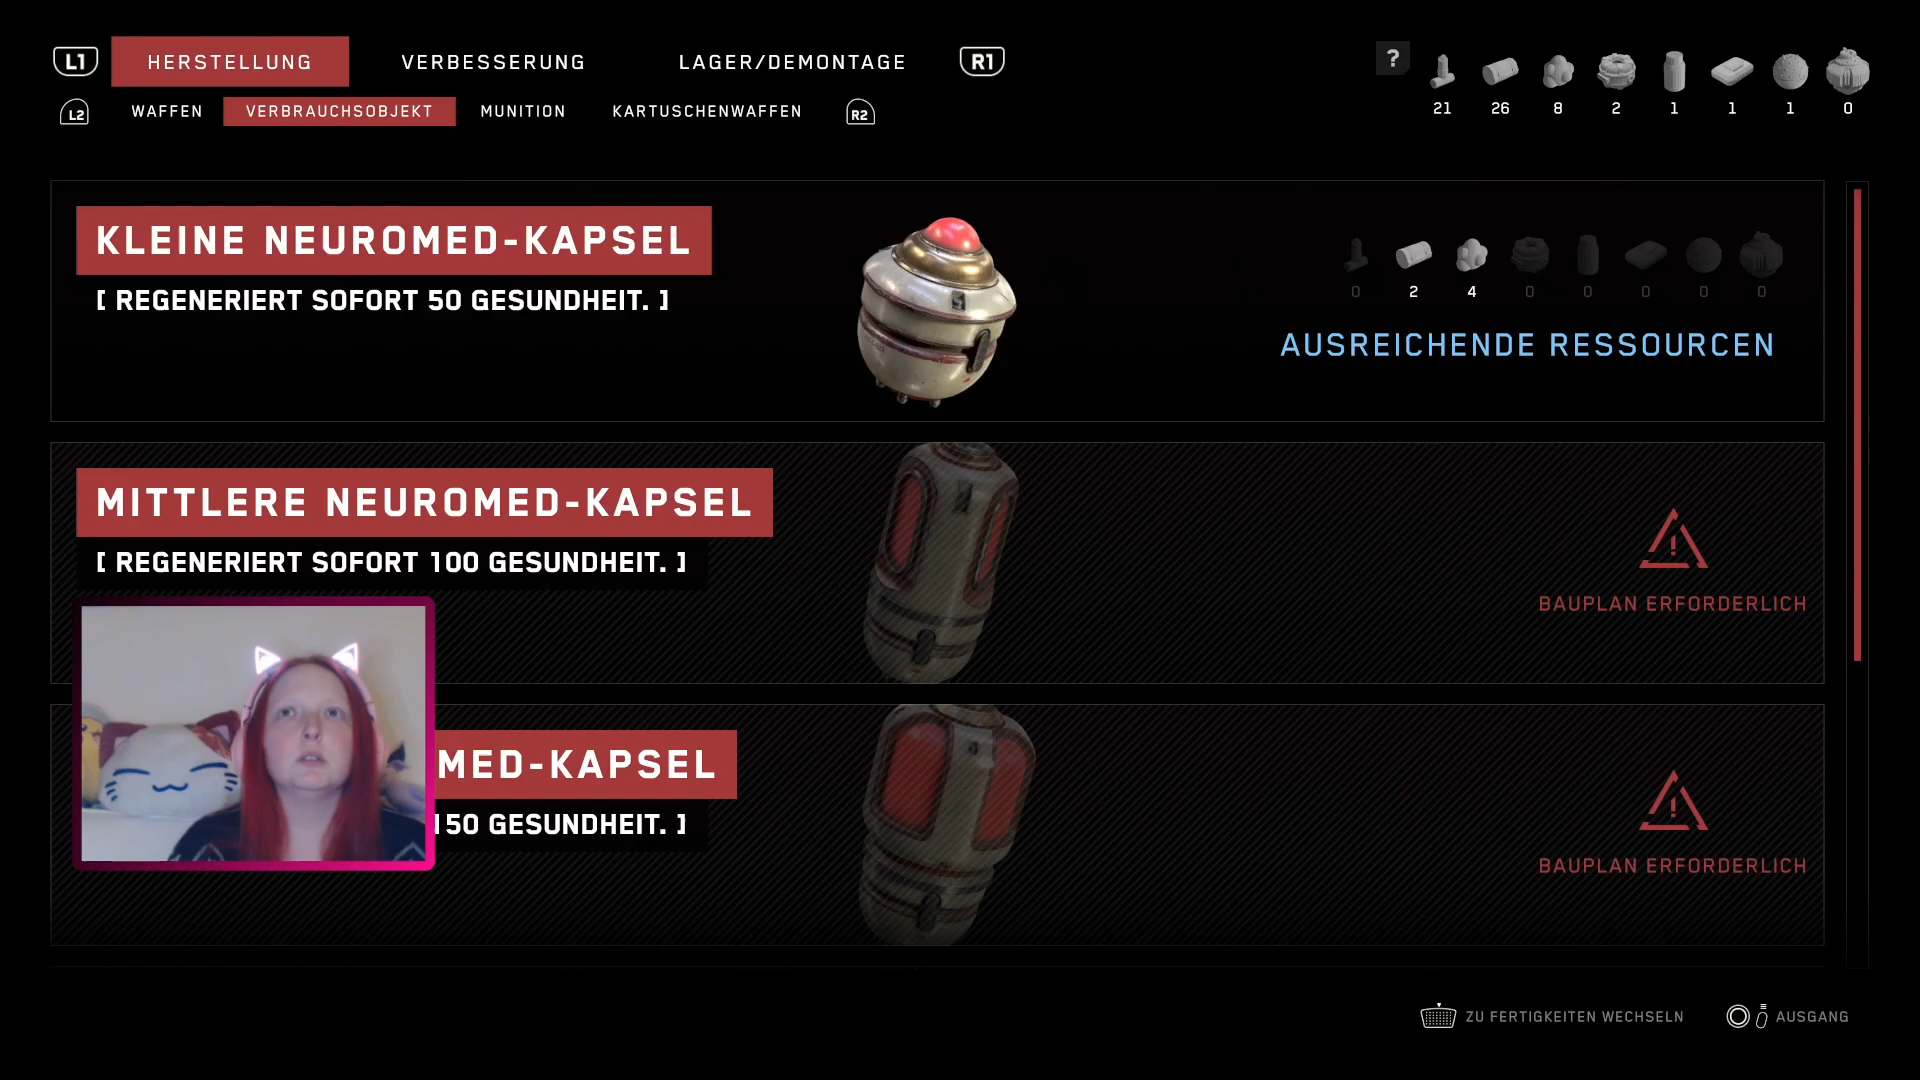 L1 HERSTELLUNG VERBESSERUNG LAGER/DEMONTAGE R1
L2 WAFFEN VERBRAUCHSOBJEKT MUNITION KARTUSCHENWAFFEN R2
?
21 26 8 2 1 1 1 0
KLEINE NEUROMED-KAPSEL
[ REGENERIERT SOFORT 50 GESUNDHEIT. ]
0 2 4 0 0 0 0 0
AUSREICHENDE RESSOURCEN
MITTLERE NEUROMED-KAPSEL
[ REGENERIERT SOFORT 100 GESUNDHEIT. ]
BAUPLAN ERFORDERLICH
MED-KAPSEL
150 GESUNDHEIT. ]
BAUPLAN ERFORDERLICH
ZU FERTIGKEITEN WECHSELN AUSGANG